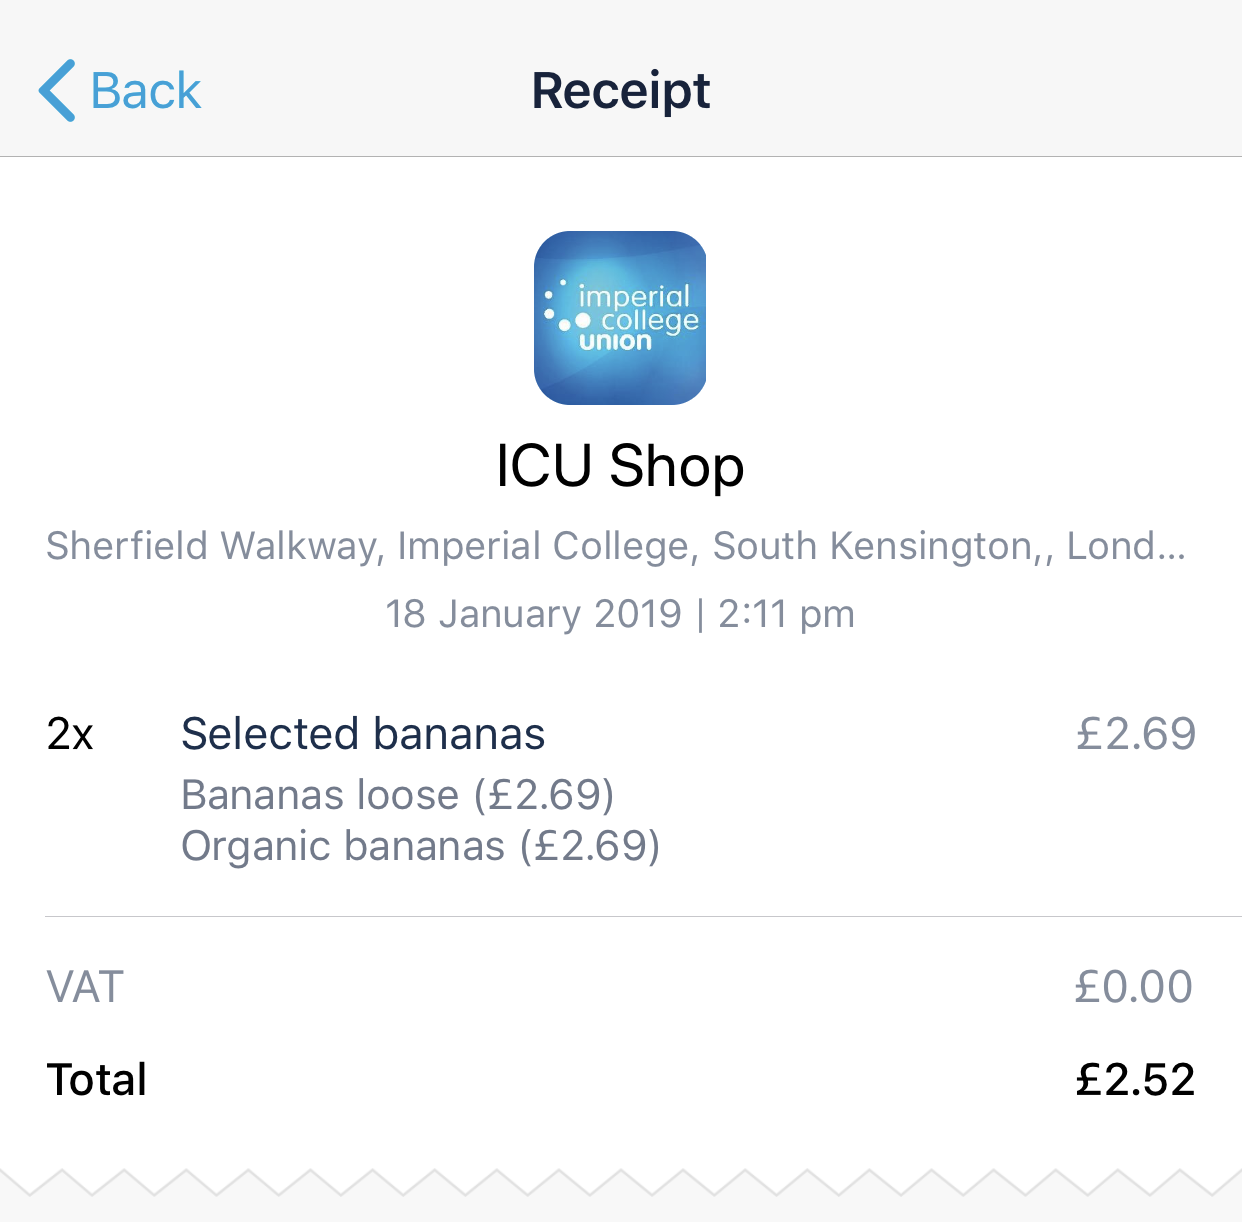 Back
Receipt
imperial
college
union
ICU Shop
Sherfield Walkway, Imperial College, South Kensington,, Lond...
18 January 2019 | 2:11 pm
2x Selected bananas £2.69
Bananas loose (£2.69)
Organic bananas (£2.69)
VAT £0.00
Total £2.52